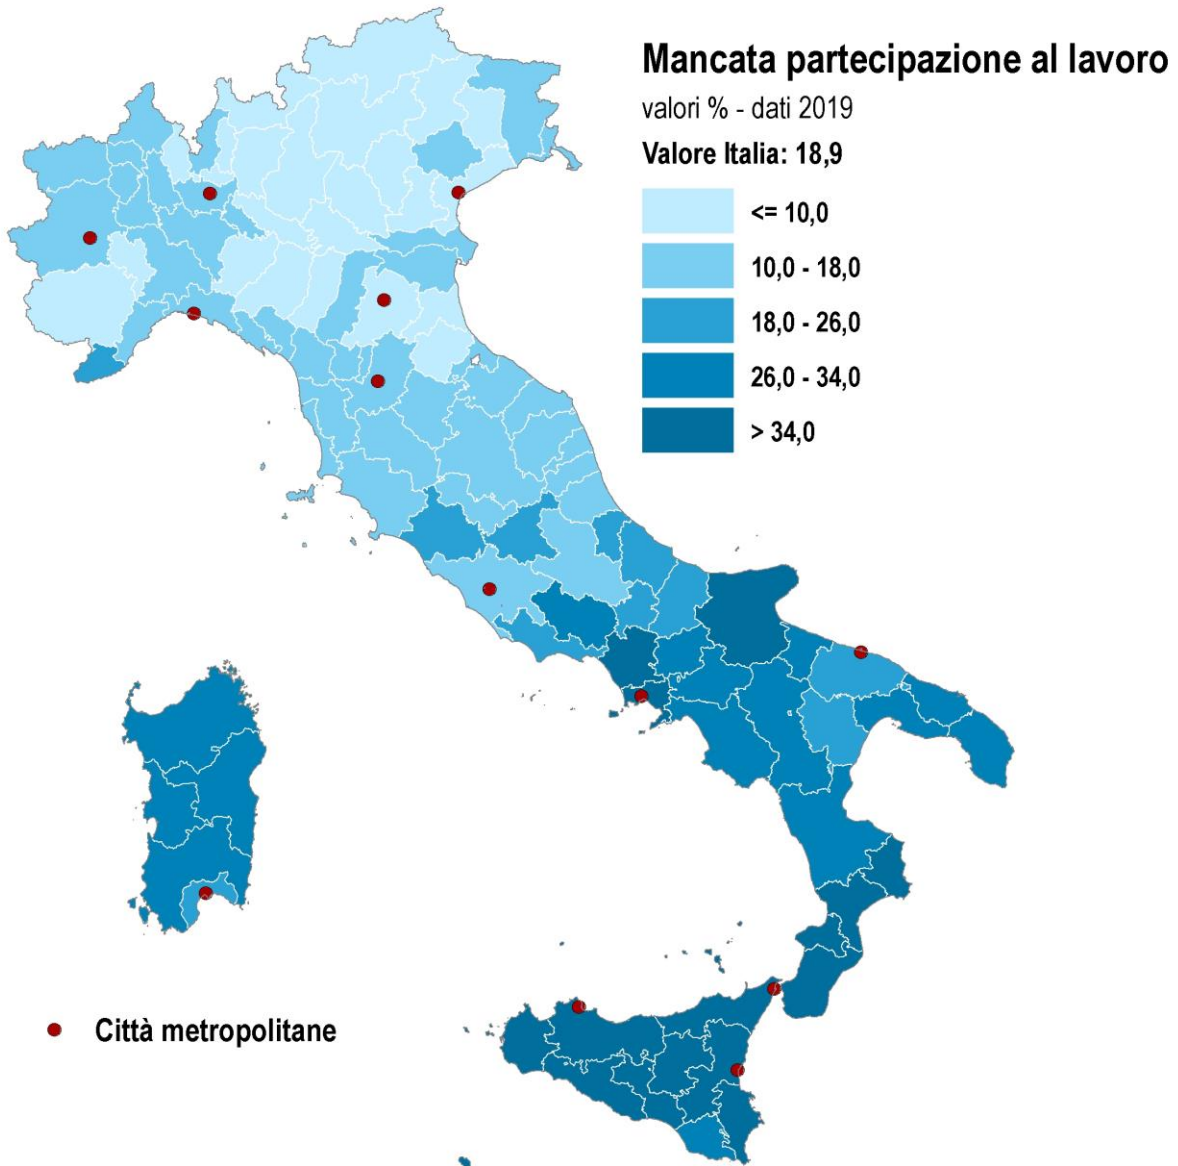 Mancata partecipazione al lavoro
valori % - dati 2019
Valore Italia: 18,9
<= 10,0
10,0 - 18,0
18,0 - 26,0
26,0 - 34,0
> 34,0
Città metropolitane